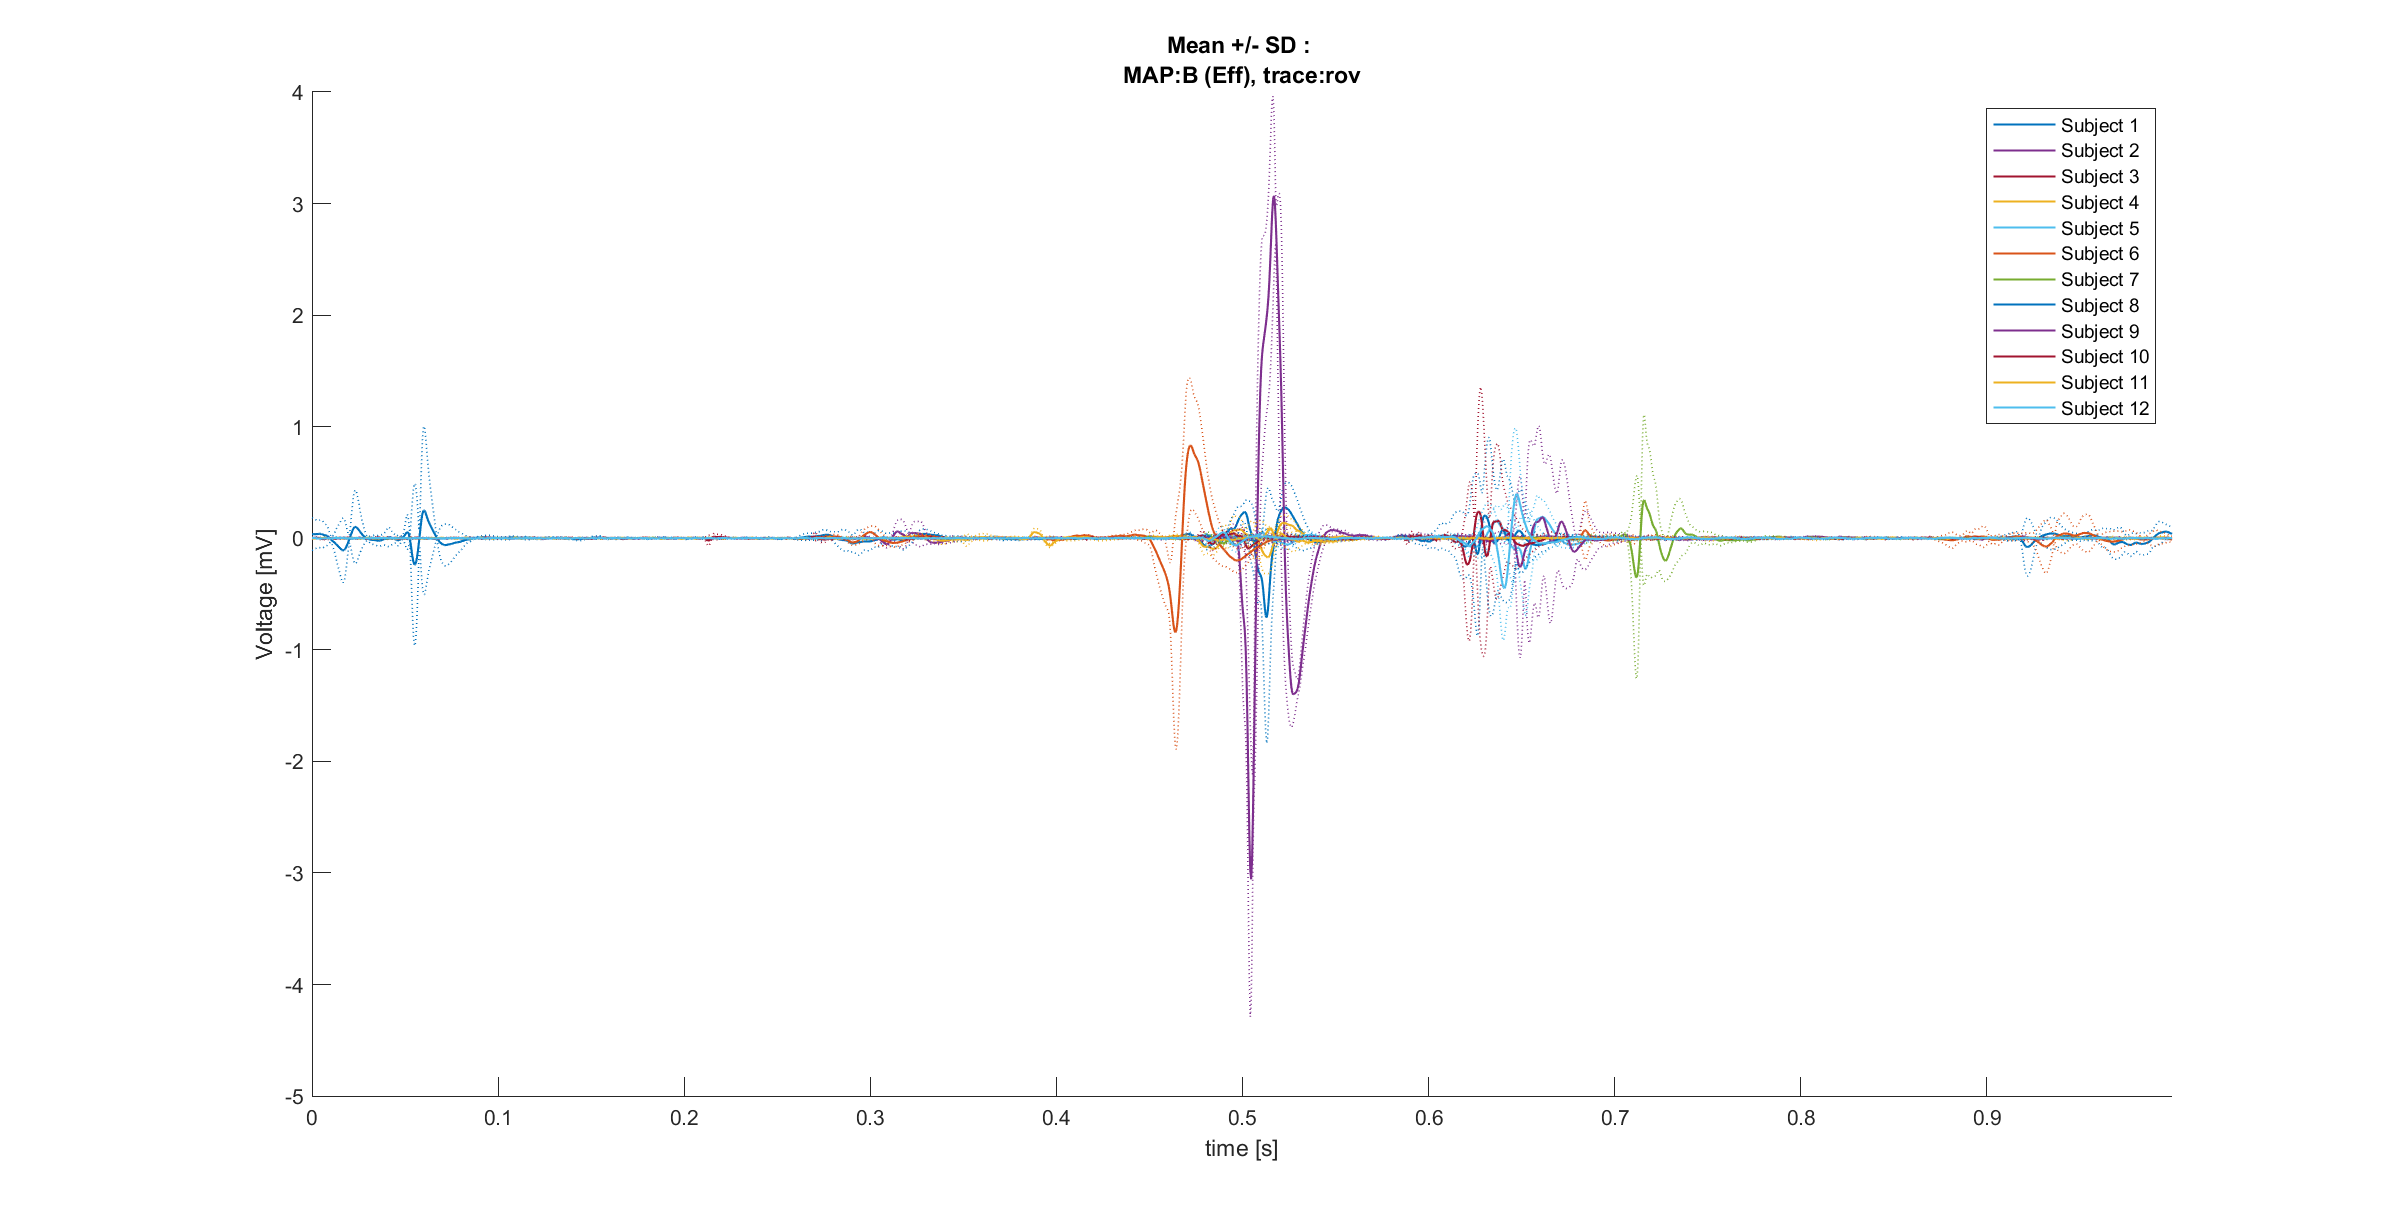 Mean +/- SD :
MAP:B (Eff), trace:rov
4
3
2
1
0
-1
-2
-3
-4
-5
Voltage [mV]
0 0.1 0.2 0.3 0.4 0.5 0.6 0.7 0.8 0.9
time [s]
Subject 1
Subject 2
Subject 3
Subject 4
Subject 5
Subject 6
Subject 7
Subject 8
Subject 9
Subject 10
Subject 11
Subject 12